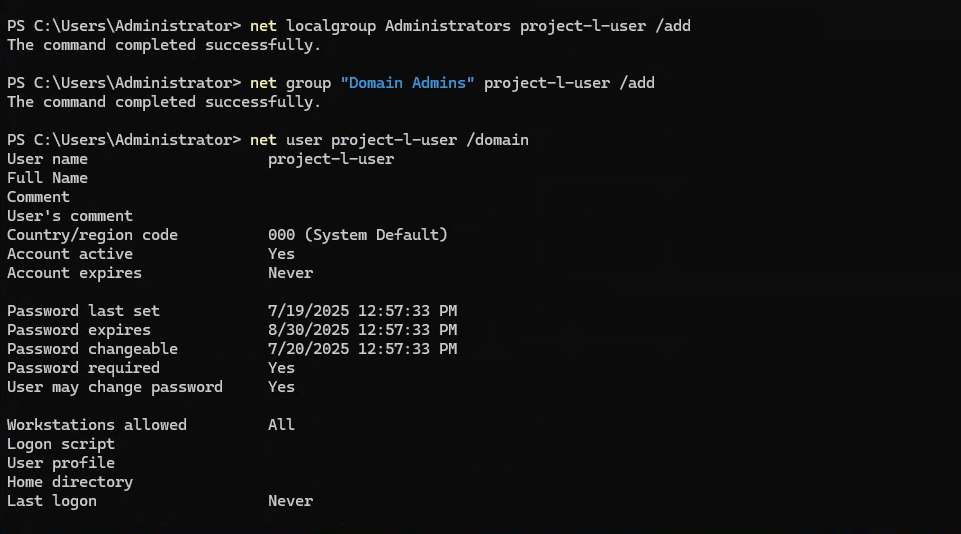 PS C:\Users\Administrator> net localgroup Administrators project-l-user /add
The command completed successfully.
PS C:\Users\Administrator> net group "Domain Admins" project-l-user /add
The command completed successfully.
PS C:\Users\Administrator> net user project-l-user /domain
User name                    project-l-user
Full Name
Comment
User's comment
Country/region code          000 (System Default)
Account active               Yes
Account expires              Never
Password last set            7/19/2025 12:57:33 PM
Password expires             8/30/2025 12:57:33 PM
Password changeable          7/20/2025 12:57:33 PM
Password required            Yes
User may change password     Yes
Workstations allowed         All
Logon script
User profile
Home directory
Last logon                   Never